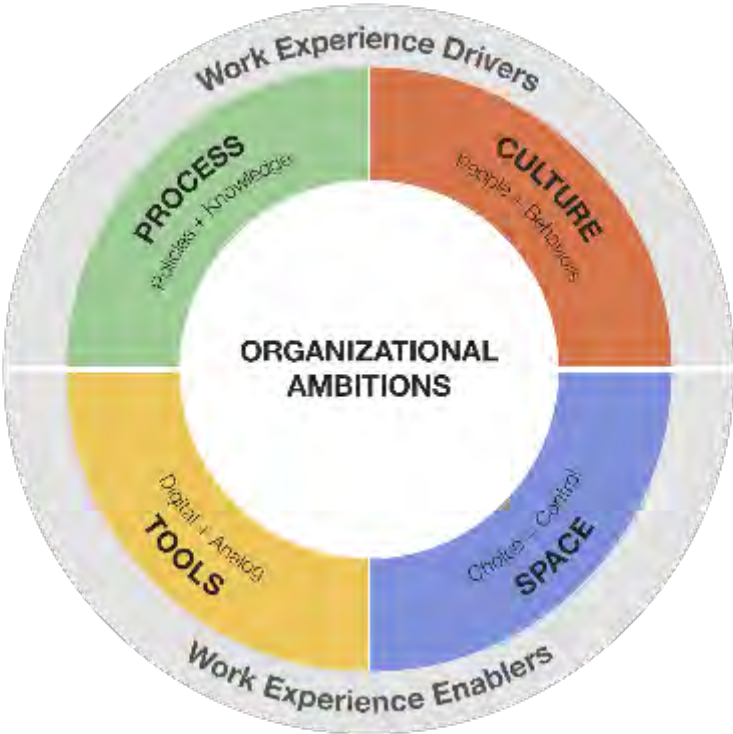 Work Experience Drivers
PROCESS
Policies + Knowledge
CULTURE
People + Behaviors
ORGANIZATIONAL
AMBITIONS
Digital + Analog
TOOLS
Choice + Control
SPACE
Work Experience Enablers